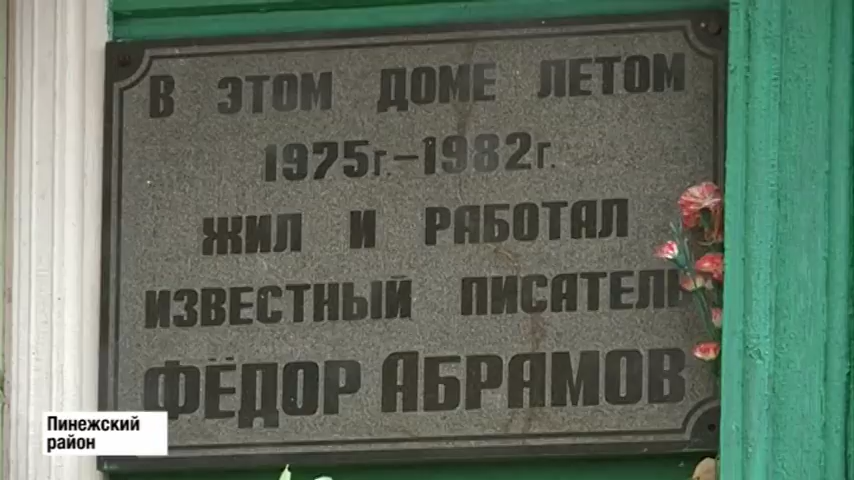 В ЭТОМ ДОМЕ ЛЕТОМ
1975г.-1982г.
ЖИЛ И РАБОТАЛ
ИЗВЕСТНЫЙ ПИСАТЕЛЬ
ФЁДОР АБРАМОВ
Пинежский
район